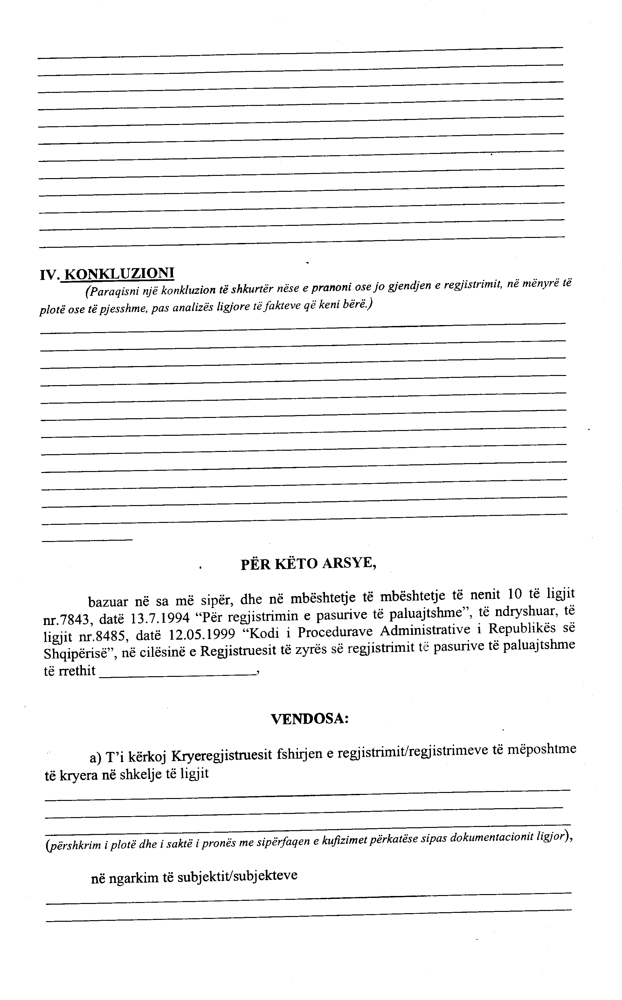 IV. KONKLUZIONI
(Paraqisni një konkluzion të shkurtër nëse e pranoni ose jo gjendjen e regjistrimit, në mënyrë të
plotë ose të pjesshme, pas analizës ligjore të fakteve që keni bërë.)
PËR KËTO ARSYE,
bazuar në sa më sipër, dhe në mbështetje të mbështetje të nenit 10 të ligjit
nr.7843, datë 13.7.1994 “Për regjistrimin e pasurive të paluajtshme”, të ndryshuar, të
ligjit nr.8485, datë 12.05.1999 “Kodi i Procedurave Administrative i Republikës së
Shqipërisë”, në cilësinë e Regjistruesit të zyrës së regjistrimit të pasurive të paluajtshme
të rrethit ______________________,
VENDOSA:
a) T’i kërkoj Kryeregjistruesit fshirjen e regjistrimit/regjistrimeve të mëposhtme
të kryera në shkelje të ligjit
(përshkrim i plotë dhe i saktë i pronës me sipërfaqen e kufizimet përkatëse sipas dokumentacionit ligjor),
në ngarkim të subjektit/subjekteve